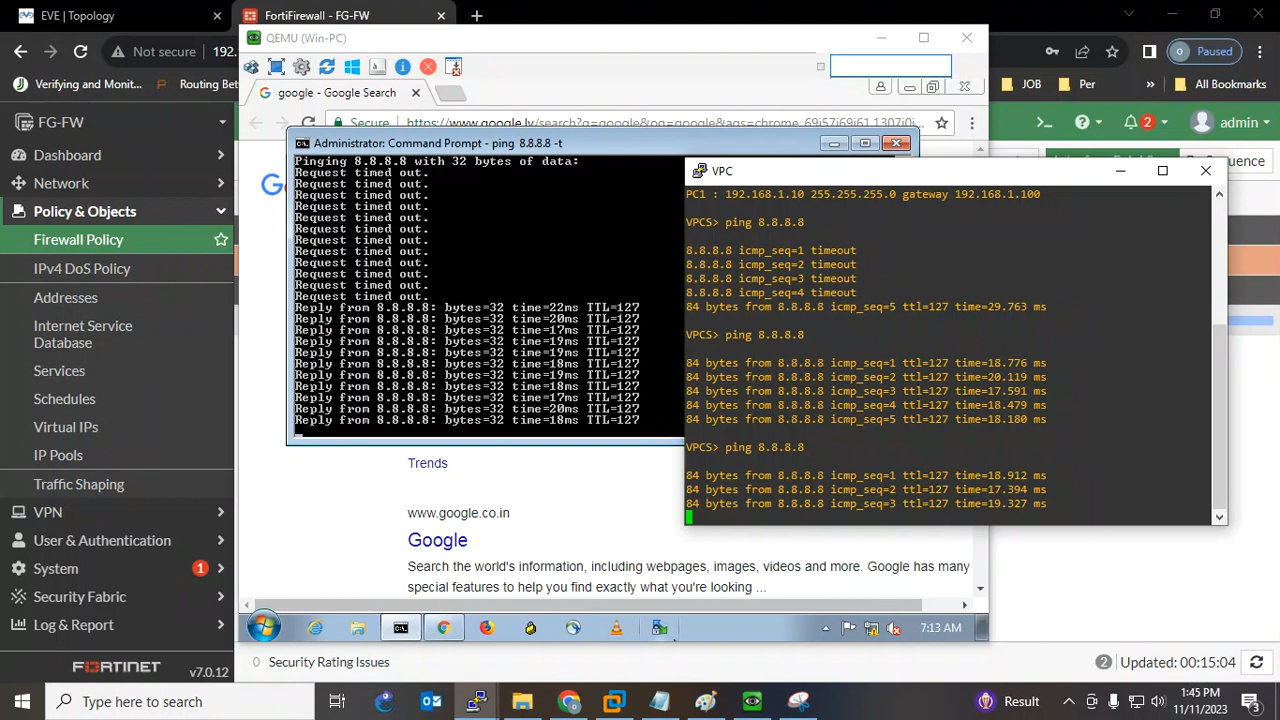 EVE | Topology
FortiFirewall - FG-FW
Not secure
192.
Paused
Verifying and Monit...
JOB
Per
All Bookmarks
QEMU (Win-PC)
google - Google Search
Secure
FG-FW
2
admin
Dashboard
Network
Policy & Objects
Firewall Policy
IPv4 DoS Policy
Addresses
Internet Service
Database
Services
Schedules
Virtual IPs
IP Pools
Traffic Shaping
VPN
User & Authentication
System
1
Security Fabric
Log & Report
FORTINET
v7.0.12
Administrator: Command Prompt - ping 8.8.8.8 -t
Pinging 8.8.8.8 with 32 bytes of data:
Request timed out.
Request timed out.
Request timed out.
Request timed out.
Request timed out.
Request timed out.
Request timed out.
Request timed out.
Request timed out.
Request timed out.
Request timed out.
Request timed out.
Reply from 8.8.8.8: bytes=32 time=22ms TTL=127
Reply from 8.8.8.8: bytes=32 time=20ms TTL=127
Reply from 8.8.8.8: bytes=32 time=17ms TTL=127
Reply from 8.8.8.8: bytes=32 time=19ms TTL=127
Reply from 8.8.8.8: bytes=32 time=19ms TTL=127
Reply from 8.8.8.8: bytes=32 time=18ms TTL=127
Reply from 8.8.8.8: bytes=32 time=19ms TTL=127
Reply from 8.8.8.8: bytes=32 time=18ms TTL=127
Reply from 8.8.8.8: bytes=32 time=17ms TTL=127
Reply from 8.8.8.8: bytes=32 time=20ms TTL=127
Reply from 8.8.8.8: bytes=32 time=18ms TTL=127
VPC
PC1 : 192.168.1.10 255.255.255.0 gateway 192.168.1.100
VPCS> ping 8.8.8.8
8.8.8.8 icmp_seq=1 timeout
8.8.8.8 icmp_seq=2 timeout
8.8.8.8 icmp_seq=3 timeout
8.8.8.8 icmp_seq=4 timeout
84 bytes from 8.8.8.8 icmp_seq=5 ttl=127 time=29.763 ms
VPCS> ping 8.8.8.8
84 bytes from 8.8.8.8 icmp_seq=1 ttl=127 time=18.776 ms
84 bytes from 8.8.8.8 icmp_seq=2 ttl=127 time=20.119 ms
84 bytes from 8.8.8.8 icmp_seq=3 ttl=127 time=17.591 ms
84 bytes from 8.8.8.8 icmp_seq=4 ttl=127 time=18.479 ms
84 bytes from 8.8.8.8 icmp_seq=5 ttl=127 time=18.180 ms
VPCS> ping 8.8.8.8
84 bytes from 8.8.8.8 icmp_seq=1 ttl=127 time=18.912 ms
84 bytes from 8.8.8.8 icmp_seq=2 ttl=127 time=17.394 ms
84 bytes from 8.8.8.8 icmp_seq=3 ttl=127 time=19.327 ms
Trends
www.google.co.in
Google
Search the world's information, including webpages, images, videos and more. Google has many
special features to help you find exactly what you're looking ...
7:13 AM
0 Security Rating Issues
2 Updated: 00:15:04
Type here to search
Result
1:45 PM
11/11/2023
3